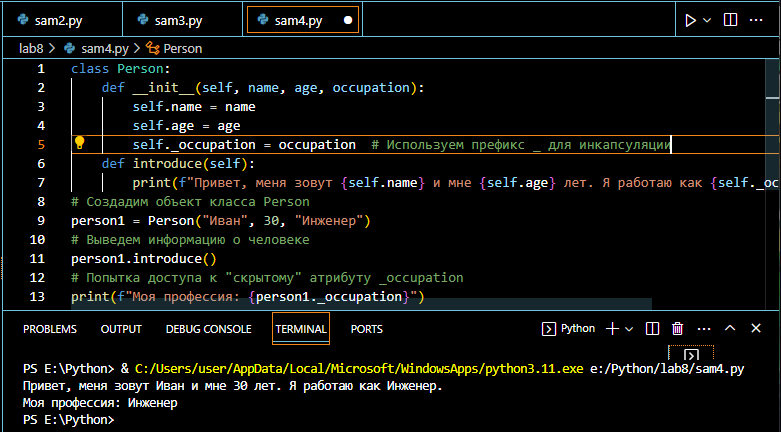 sam2.py sam3.py sam4.py
lab8 > sam4.py > Person
1 class Person:
2     def __init__(self, name, age, occupation):
3         self.name = name
4         self.age = age
5         self._occupation = occupation  # Используем префикс _ для инкапсуляции
6     def introduce(self):
7         print(f"Привет, меня зовут {self.name} и мне {self.age} лет. Я работаю как {self._oc
8 # Создадим объект класса Person
9 person1 = Person("Иван", 30, "Инженер")
10 # Выведем информацию о человеке
11 person1.introduce()
12 # Попытка доступа к "скрытому" атрибуту _occupation
13 print(f"Моя профессия: {person1._occupation}")
PROBLEMS OUTPUT DEBUG CONSOLE TERMINAL PORTS Python
PS E:\Python> & C:/Users/user/AppData/Local/Microsoft/WindowsApps/python3.11.exe e:/Python/lab8/sam4.py
Привет, меня зовут Иван и мне 30 лет. Я работаю как Инженер.
Моя профессия: Инженер
PS E:\Python>